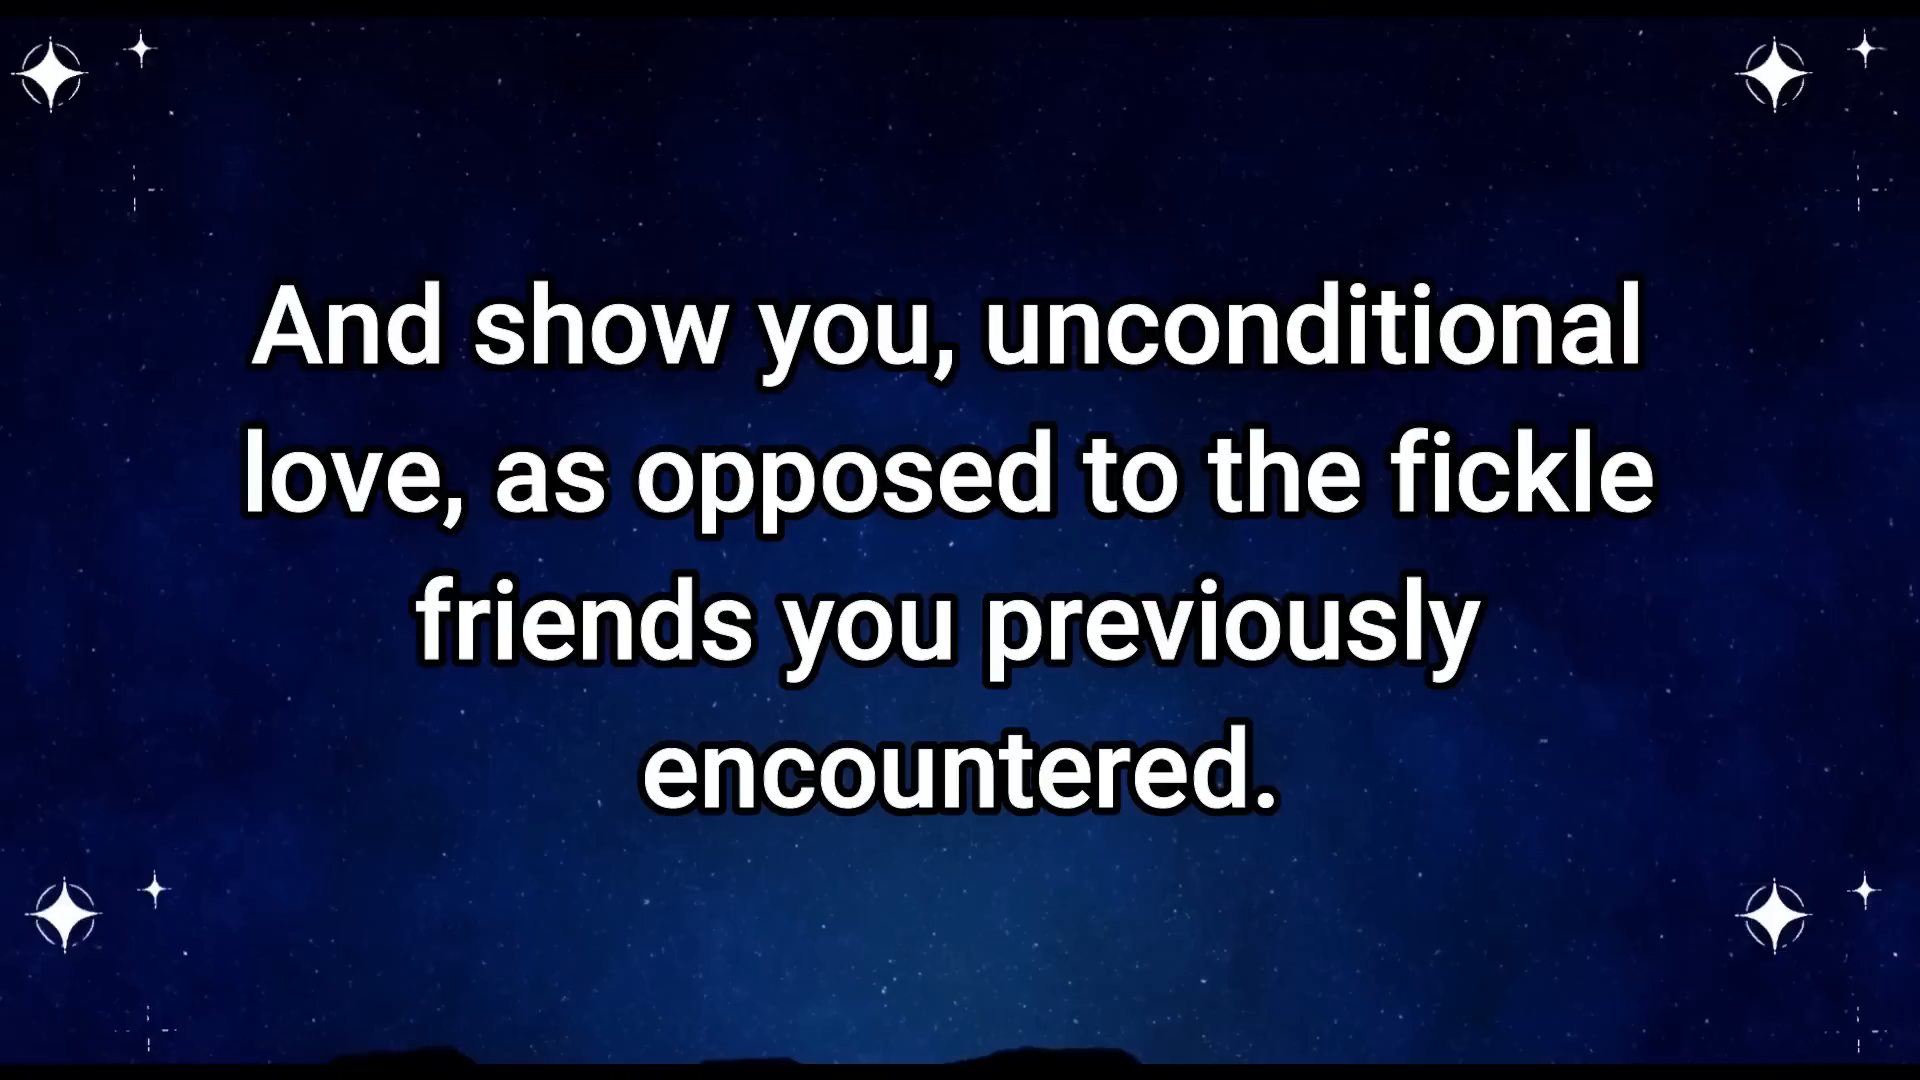 And show you, unconditional
love, as opposed to the fickle
friends you previously
encountered.